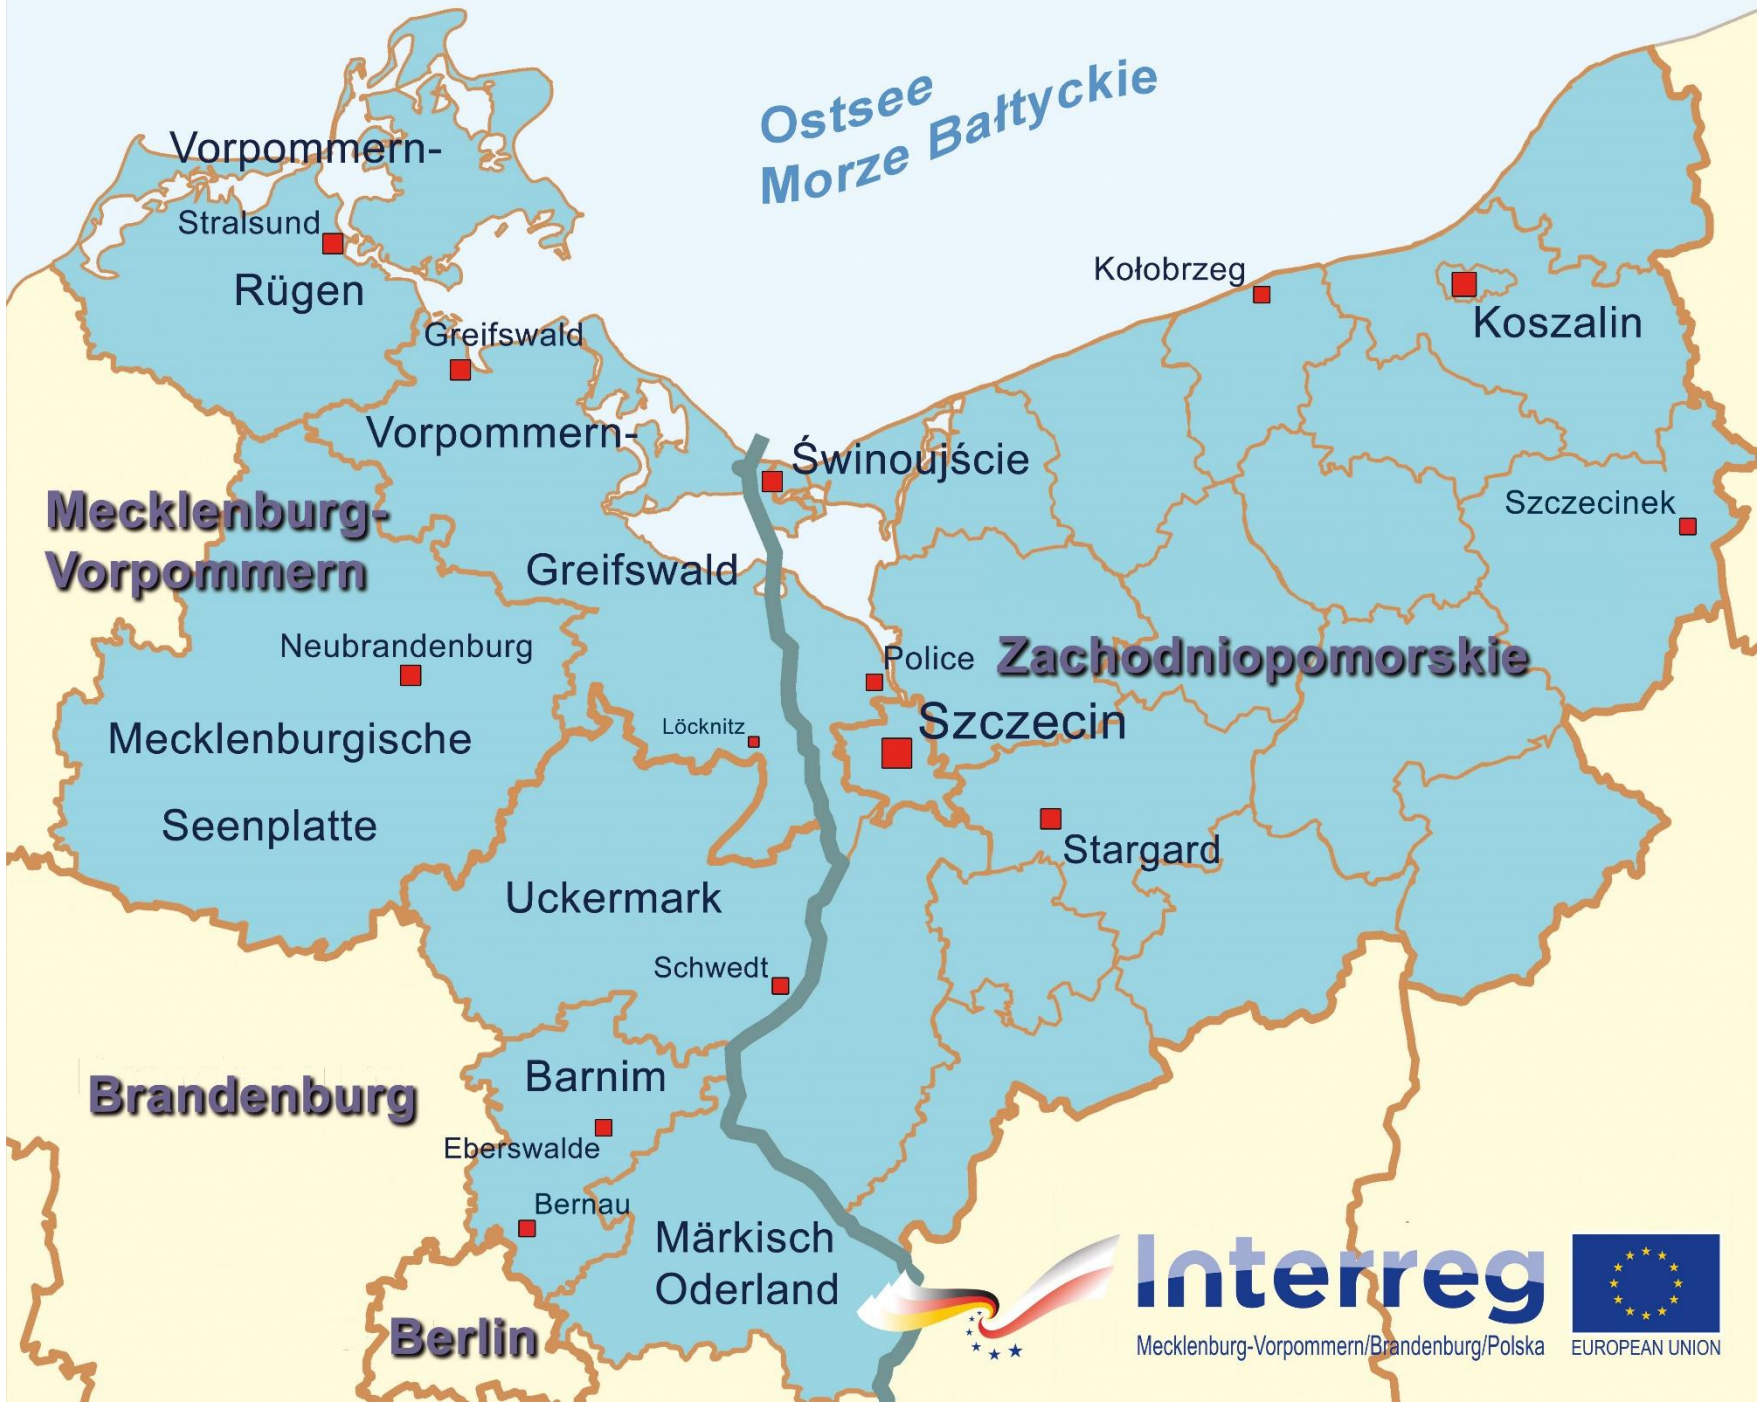 Ostsee
Morze Bałtyckie
Vorpommern-
Stralsund
Rügen
Kołobrzeg
Koszalin
Greifswald
Vorpommern-
Świnoujście
Mecklenburg-
Vorpommern
Szczecinek
Greifswald
Neubrandenburg
Police
Zachodniopomorskie
Löcknitz
Szczecin
Mecklenburgische
Seenplatte
Stargard
Uckermark
Schwedt
Barnim
Brandenburg
Eberswalde
Bernau
Märkisch
Oderland
Berlin
Interreg
Mecklenburg-Vorpommern/Brandenburg/Polska
EUROPEAN UNION